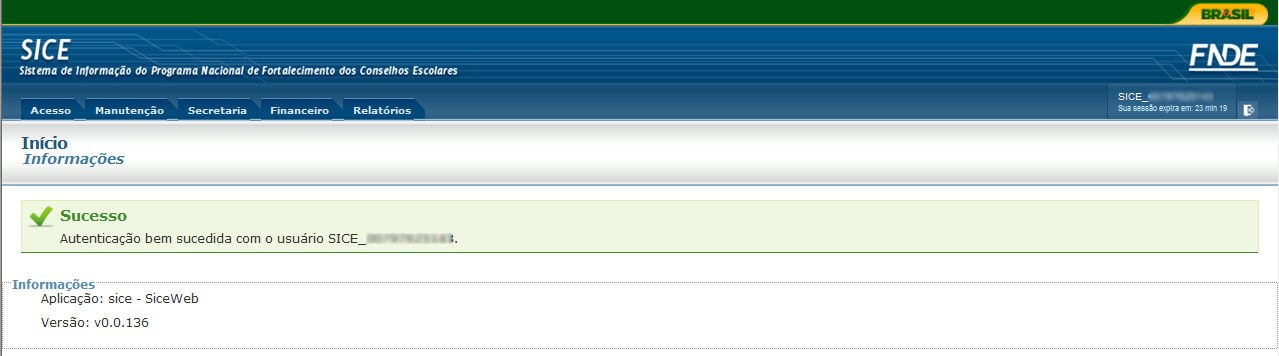 BRASIL
SICE
Sistema de Informação do Programa Nacional de Fortalecimento dos Conselhos Escolares
FNDE
Acesso Manutenção Secretaria Financeiro Relatórios
SICE_
Sua sessão expira em: 23 min 19
Início
Informações
Sucesso
Autenticação bem sucedida com o usuário SICE_
Informações
Aplicação: sice - SiceWeb
Versão: v0.0.136